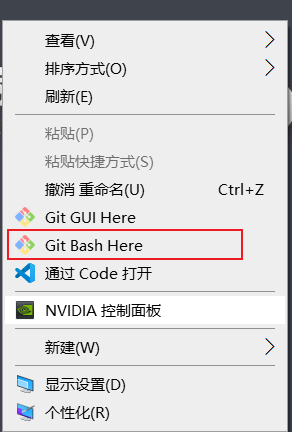 查看(V)
排序方式(O)
刷新(E)
粘贴(P)
粘贴快捷方式(S)
撤消 重命名(U) Ctrl+Z
Git GUI Here
Git Bash Here
通过 Code 打开
NVIDIA 控制面板
新建(W)
显示设置(D)
个性化(R)